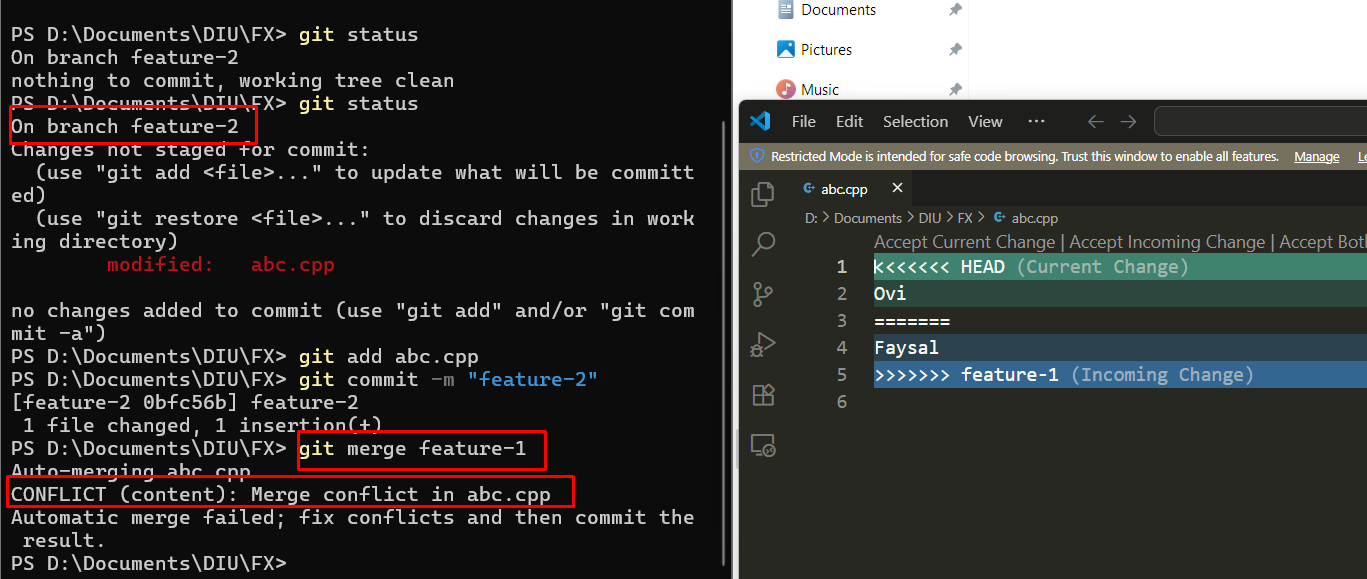 PS D:\Documents\DIU\FX> git status
On branch feature-2
nothing to commit, working tree clean
PS D:\Documents\DIU\FX> git status
On branch feature-2
Changes not staged for commit:
  (use "git add <file>..." to update what will be committ
ed)
  (use "git restore <file>..." to discard changes in work
ing directory)
        modified:   abc.cpp
no changes added to commit (use "git add" and/or "git com
mit -a")
PS D:\Documents\DIU\FX> git add abc.cpp
PS D:\Documents\DIU\FX> git commit -m "feature-2"
[feature-2 0bfc56b] feature-2
 1 file changed, 1 insertion(+)
PS D:\Documents\DIU\FX> git merge feature-1
Auto-merging abc.cpp
CONFLICT (content): Merge conflict in abc.cpp
Automatic merge failed; fix conflicts and then commit the
 result.
PS D:\Documents\DIU\FX>
Documents
Pictures
Music
File Edit Selection View ···
Restricted Mode is intended for safe code browsing. Trust this window to enable all features. Manage
abc.cpp
D: > Documents > DIU > FX > abc.cpp
Accept Current Change | Accept Incoming Change | Accept Bot
1 <<<<<<< HEAD (Current Change)
2 Ovi
3 =======
4 Faysal
5 >>>>>>> feature-1 (Incoming Change)
6